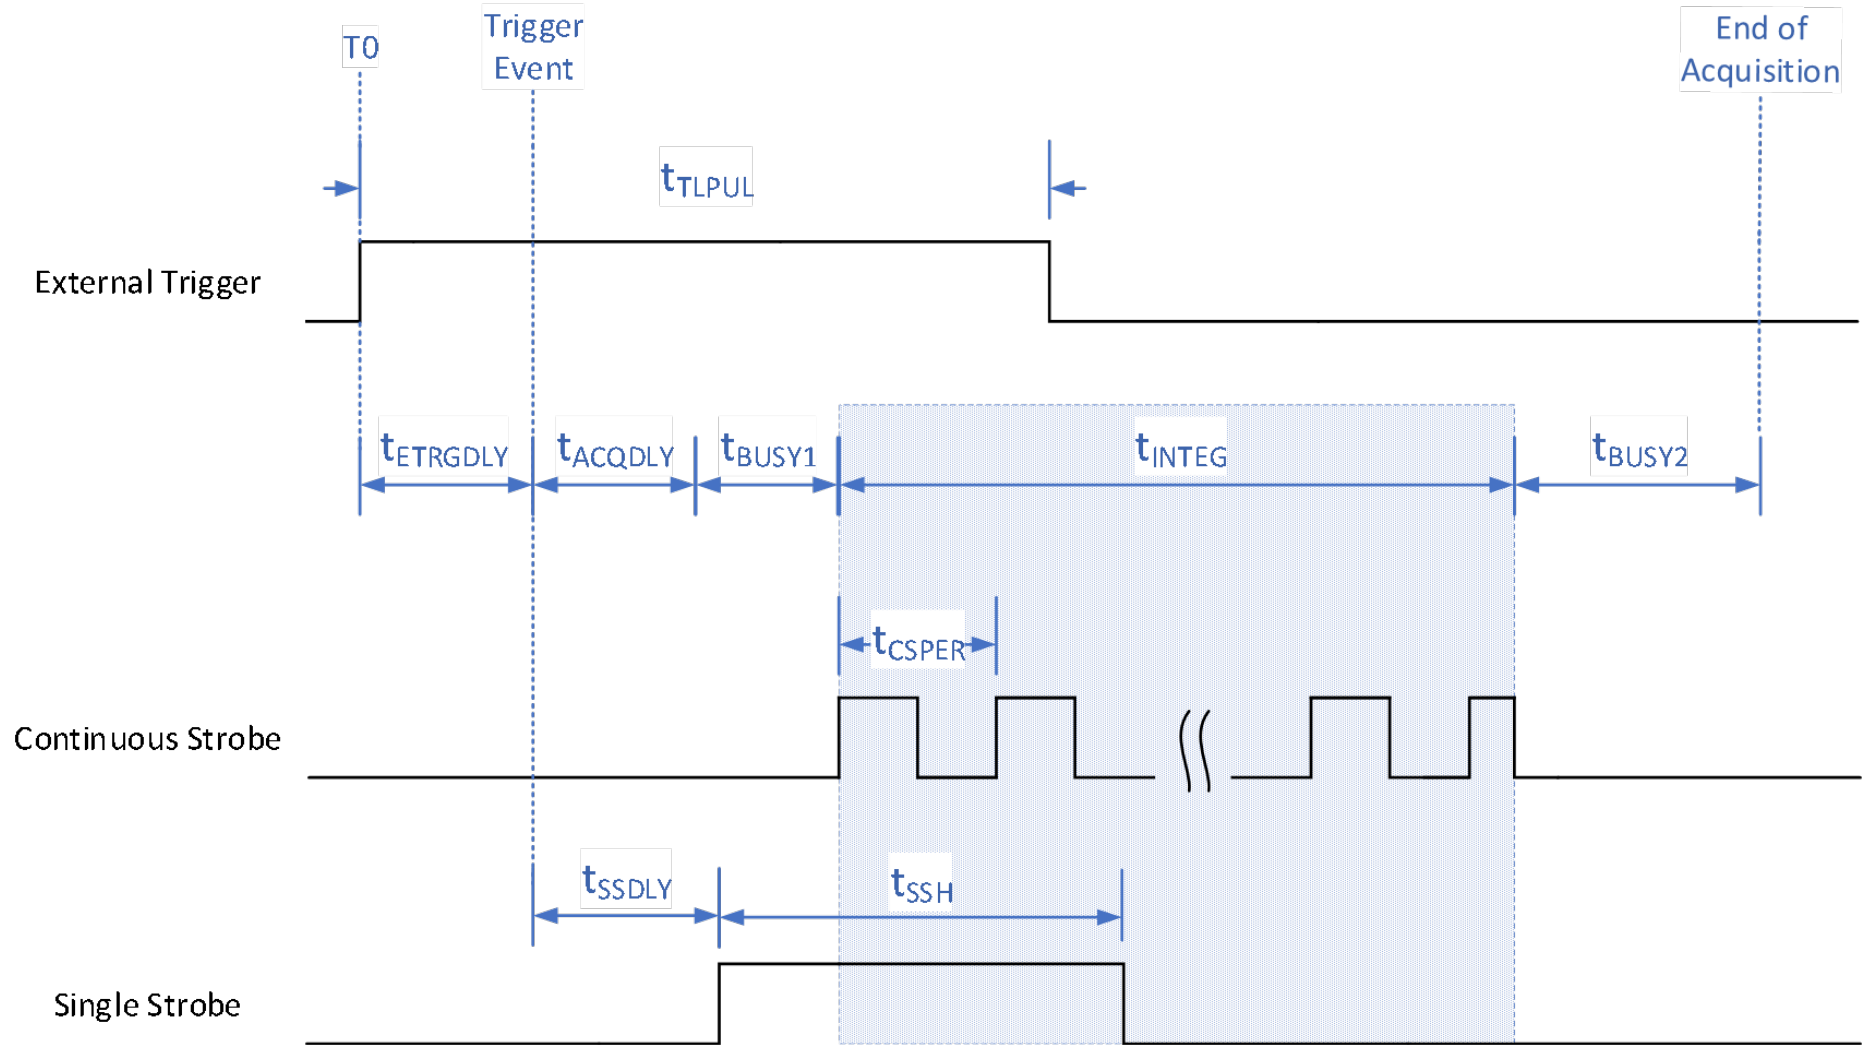 T0
Trigger
Event
End of
Acquisition
tTLPUL
External Trigger
tETRGDLY
tACQDLY
tBUSY1
tINTEG
tBUSY2
tCSPER
Continuous Strobe
tSSDLY
tSSH
Single Strobe